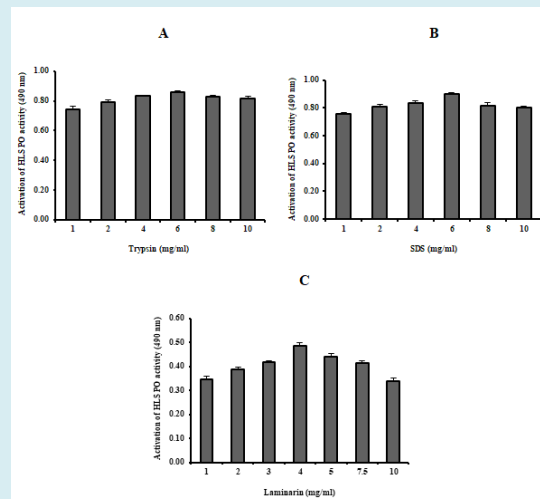 A
Activation of HLS PO activity (490 nm)
1.00
0.80
0.60
0.40
0.20
0.00
1 2 4 6 8 10
Trypsin (mg/ml)
B
Activation of HLS PO activity (490 nm)
1.00
0.80
0.60
0.40
0.20
0.00
1 2 4 6 8 10
SDS (mg/ml)
C
Activation of HLS PO activity (490 nm)
0.60
0.50
0.40
0.30
0.20
0.10
0.00
1 2 3 4 5 7.5 10
Laminarin (mg/ml)